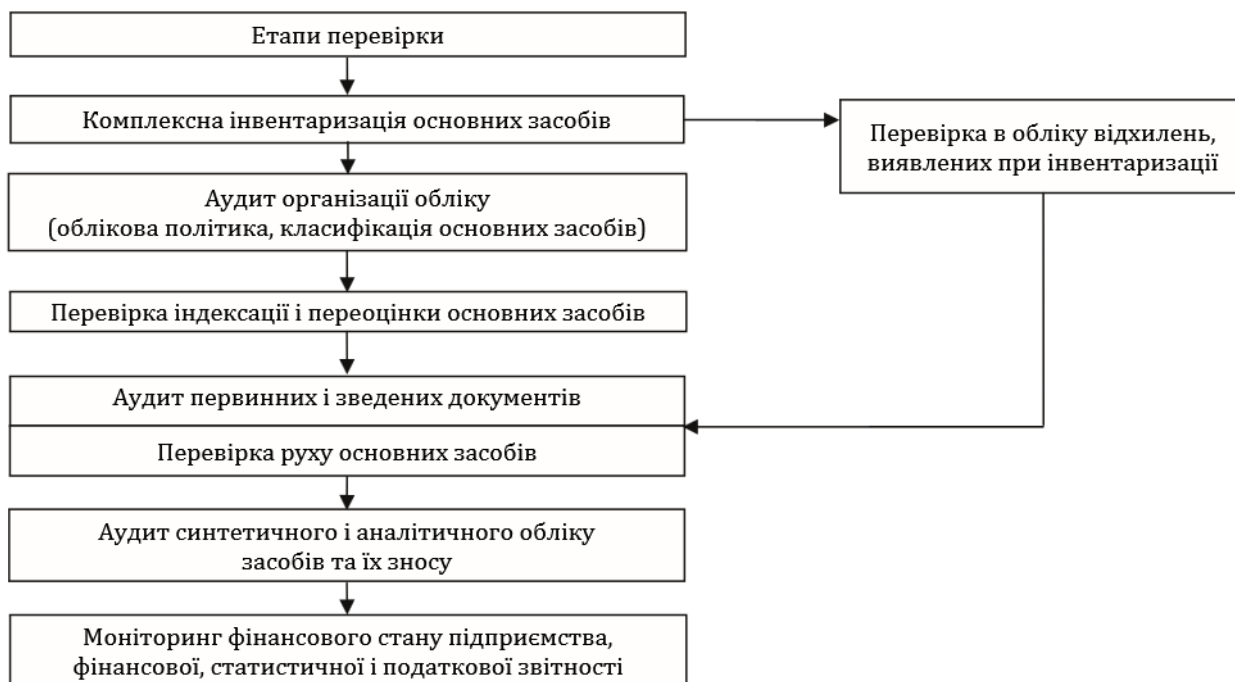 Етапи перевірки
Комплексна інвентаризація основних засобів
Перевірка в обліку відхилень,
виявлених при інвентаризації
Аудит організації обліку
(облікова політика, класифікація основних засобів)
Перевірка індексації і переоцінки основних засобів
Аудит первинних і зведених документів
Перевірка руху основних засобів
Аудит синтетичного і аналітичного обліку
засобів та їх зносу
Моніторинг фінансового стану підприємства,
фінансової, статистичної і податкової звітності